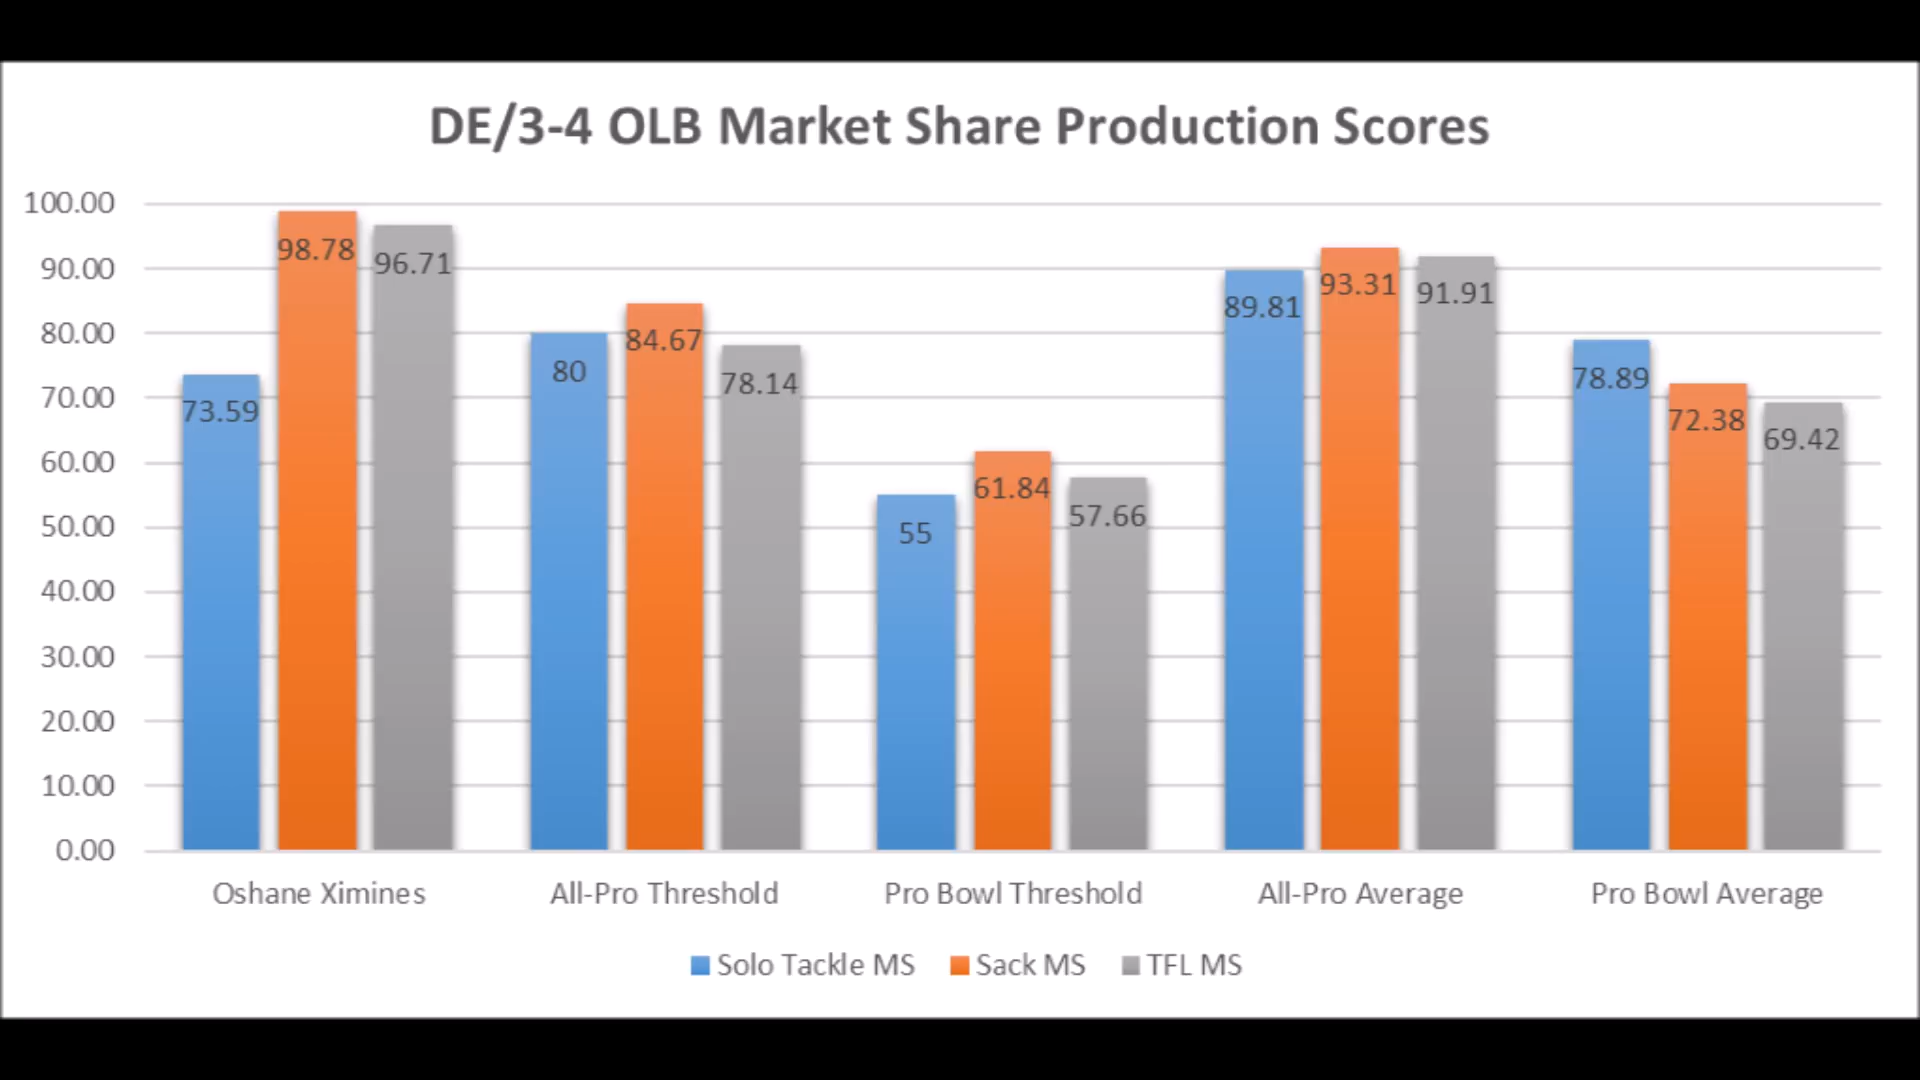 DE/3-4 OLB Market Share Production Scores
100.00
90.00
80.00
70.00
60.00
50.00
40.00
30.00
20.00
10.00
0.00
73.59
98.78
96.71
80
84.67
78.14
55
61.84
57.66
89.81
93.31
91.91
78.89
72.38
69.42
Oshane Ximines
All-Pro Threshold
Pro Bowl Threshold
All-Pro Average
Pro Bowl Average
Solo Tackle MS
Sack MS
TFL MS